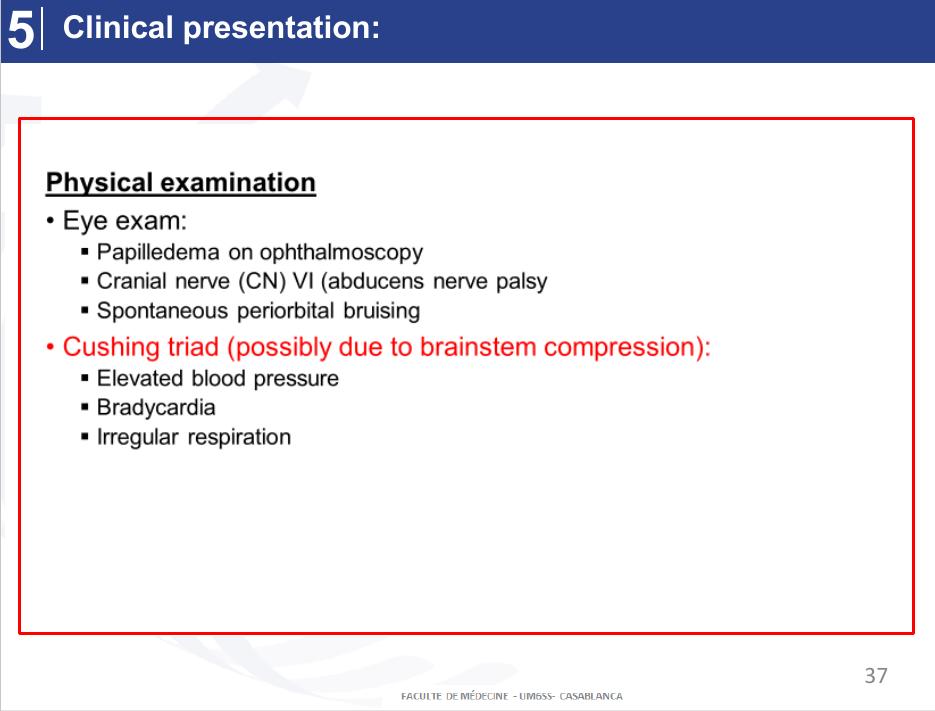 5 Clinical presentation:
Physical examination
• Eye exam:
▪ Papilledema on ophthalmoscopy
▪ Cranial nerve (CN) VI (abducens nerve palsy
▪ Spontaneous periorbital bruising
• Cushing triad (possibly due to brainstem compression):
▪ Elevated blood pressure
▪ Bradycardia
▪ Irregular respiration
37
FACULTE DE MÉDECINE - UM6SS- CASABLANCA